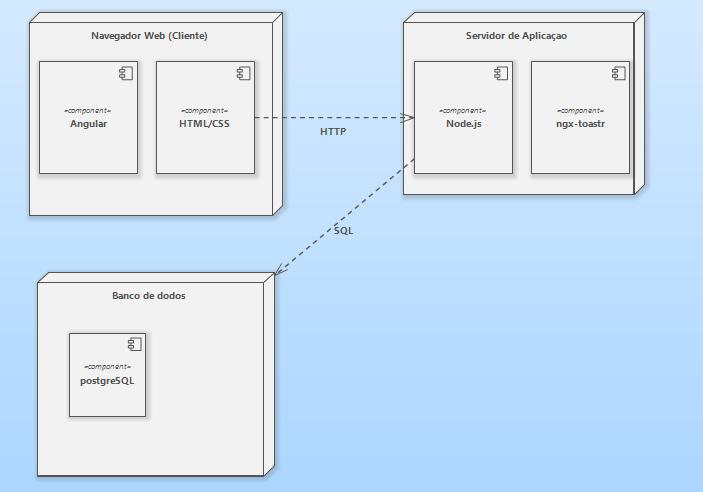 Navegador Web (Cliente)
«component»
Angular
«component»
HTML/CSS
HTTP
Servidor de Aplicaçao
«component»
Node.js
«component»
ngx-toastr
SQL
Banco de dodos
«component»
postgreSQL